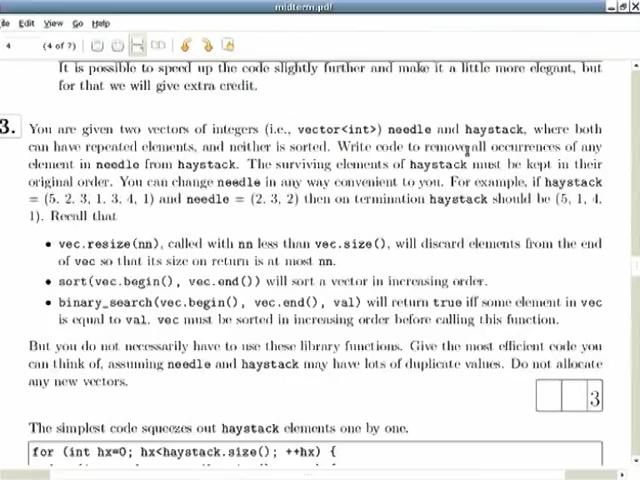 midterm.pdf
File Edit View Go Help
4 (4 of 7)
It is possible to speed up the code slightly further and make it a little more elegant, but
for that we will give extra credit.
3. You are given two vectors of integers (i.e., vector<int>) needle and haystack, where both
can have repeated elements, and neither is sorted. Write code to remove all occurrences of any
element in needle from haystack. The surviving elements of haystack must be kept in their
original order. You can change needle in any way convenient to you. For example, if haystack
= (5, 2, 3, 1, 3, 4, 1) and needle = (2, 3, 2) then on termination haystack should be (5, 1, 4,
1). Recall that
• vec.resize(nn), called with nn less than vec.size(), will discard elements from the end
of vec so that its size on return is at most nn.
• sort(vec.begin(), vec.end()) will sort a vector in increasing order.
• binary_search(vec.begin(), vec.end(), val) will return true iff some element in vec
is equal to val. vec must be sorted in increasing order before calling this function.
But you do not necessarily have to use these library functions. Give the most efficient code you
can think of, assuming needle and haystack may have lots of duplicate values. Do not allocate
any new vectors.
3
The simplest code squeezes out haystack elements one by one.
for (int hx=0; hx<haystack.size(); ++hx) {